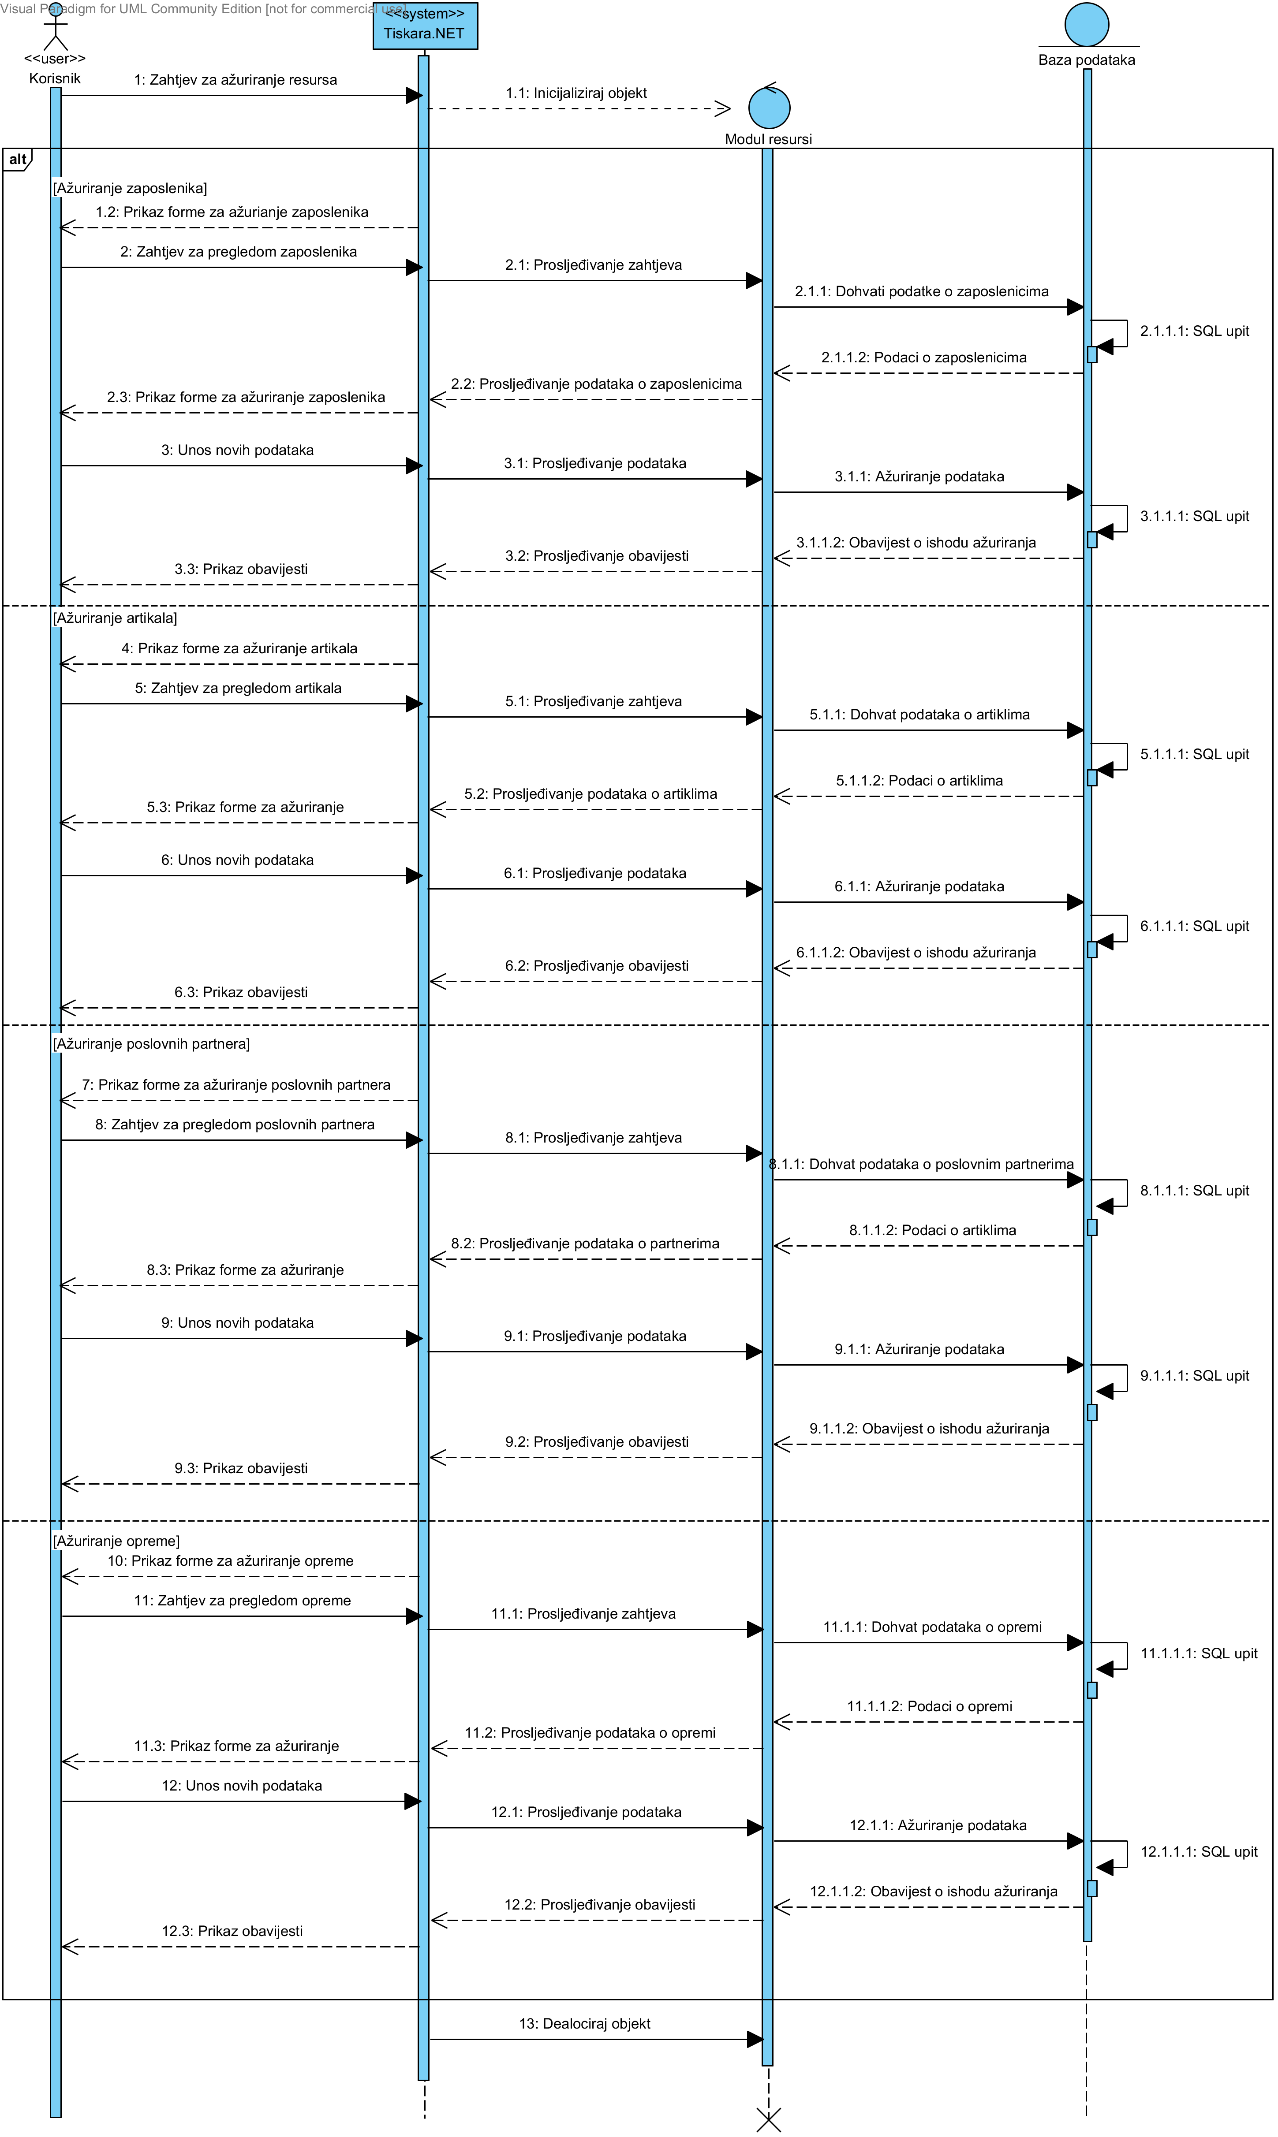 Visual Paradigm for UML Community Edition [not for commercial use]
<<system>>
Tiskara.NET
<<user>>
Korisnik
Baza podataka
1: Zahtjev za ažuriranje resursa
1.1: Inicijaliziraj objekt
Modul resursi
alt
[Ažuriranje zaposlenika]
1.2: Prikaz forme za ažurianje zaposlenika
2: Zahtjev za pregledom zaposlenika
2.1: Prosljeđivanje zahtjeva
2.1.1: Dohvati podatke o zaposlenicima
2.1.1.1: SQL upit
2.1.1.2: Podaci o zaposlenicima
2.2: Prosljeđivanje podataka o zaposlenicima
2.3: Prikaz forme za ažuriranje zaposlenika
3: Unos novih podataka
3.1: Prosljeđivanje podataka
3.1.1: Ažuriranje podataka
3.1.1.1: SQL upit
3.1.1.2: Obavijest o ishodu ažuriranja
3.2: Prosljeđivanje obavijesti
3.3: Prikaz obavijesti
[Ažuriranje artikala]
4: Prikaz forme za ažuriranje artikala
5: Zahtjev za pregledom artikala
5.1: Prosljeđivanje zahtjeva
5.1.1: Dohvat podataka o artiklima
5.1.1.1: SQL upit
5.1.1.2: Podaci o artiklima
5.2: Prosljeđivanje podataka o artiklima
5.3: Prikaz forme za ažuriranje
6: Unos novih podataka
6.1: Prosljeđivanje podataka
6.1.1: Ažuriranje podataka
6.1.1.1: SQL upit
6.1.1.2: Obavijest o ishodu ažuriranja
6.2: Prosljeđivanje obavijesti
6.3: Prikaz obavijesti
[Ažuriranje poslovnih partnera]
7: Prikaz forme za ažuriranje poslovnih partnera
8: Zahtjev za pregledom poslovnih partnera
8.1: Prosljeđivanje zahtjeva
8.1.1: Dohvat podataka o poslovnim partnerima
8.1.1.1: SQL upit
8.1.1.2: Podaci o artiklima
8.2: Prosljeđivanje podataka o partnerima
8.3: Prikaz forme za ažuriranje
9: Unos novih podataka
9.1: Prosljeđivanje podataka
9.1.1: Ažuriranje podataka
9.1.1.1: SQL upit
9.1.1.2: Obavijest o ishodu ažuriranja
9.2: Prosljeđivanje obavijesti
9.3: Prikaz obavijesti
[Ažuriranje opreme]
10: Prikaz forme za ažuriranje opreme
11: Zahtjev za pregledom opreme
11.1: Prosljeđivanje zahtjeva
11.1.1: Dohvat podataka o opremi
11.1.1.1: SQL upit
11.1.1.2: Podaci o opremi
11.2: Prosljeđivanje podataka o opremi
11.3: Prikaz forme za ažuriranje
12: Unos novih podataka
12.1: Prosljeđivanje podataka
12.1.1: Ažuriranje podataka
12.1.1.1: SQL upit
12.1.1.2: Obavijest o ishodu ažuriranja
12.2: Prosljeđivanje obavijesti
12.3: Prikaz obavijesti
13: Dealociraj objekt